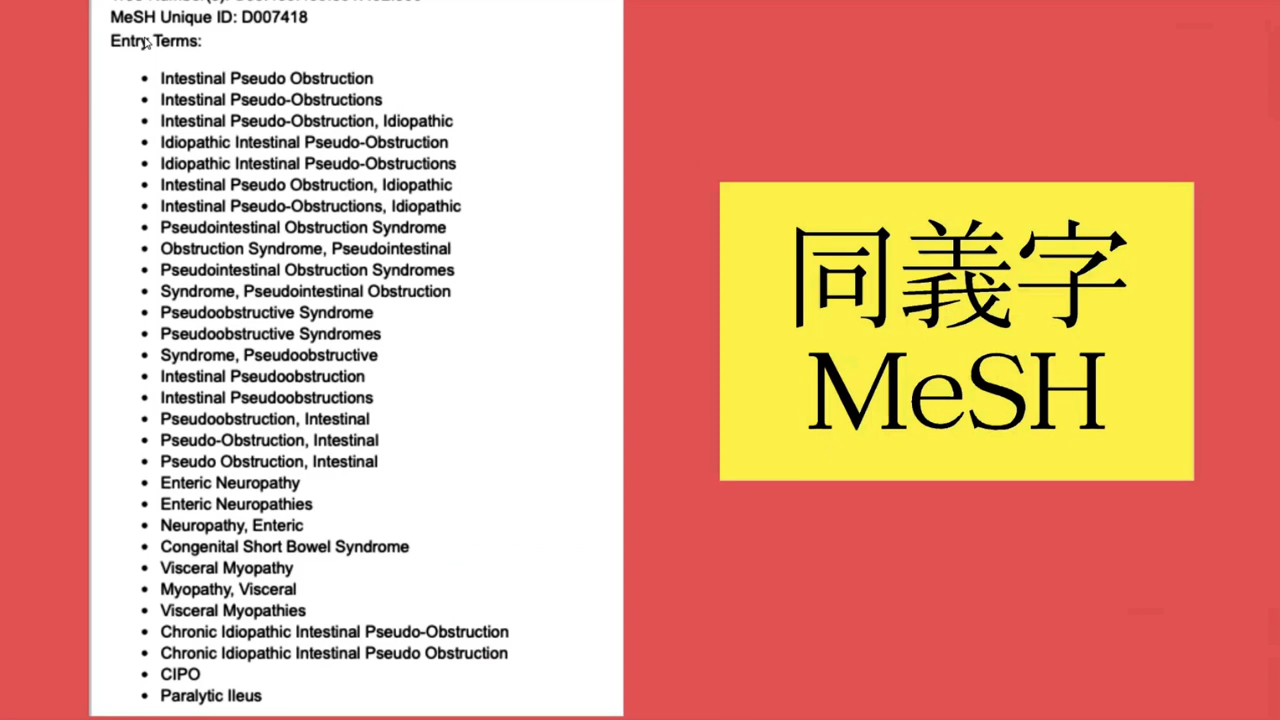 MeSH Unique ID: D007418
Entry Terms:
• Intestinal Pseudo Obstruction
• Intestinal Pseudo-Obstructions
• Intestinal Pseudo-Obstruction, Idiopathic
• Idiopathic Intestinal Pseudo-Obstruction
• Idiopathic Intestinal Pseudo-Obstructions
• Intestinal Pseudo Obstruction, Idiopathic
• Intestinal Pseudo-Obstructions, Idiopathic
• Pseudointestinal Obstruction Syndrome
• Obstruction Syndrome, Pseudointestinal
• Pseudointestinal Obstruction Syndromes
• Syndrome, Pseudointestinal Obstruction
• Pseudoobstructive Syndrome
• Pseudoobstructive Syndromes
• Syndrome, Pseudoobstructive
• Intestinal Pseudoobstruction
• Intestinal Pseudoobstructions
• Pseudoobstruction, Intestinal
• Pseudo-Obstruction, Intestinal
• Pseudo Obstruction, Intestinal
• Enteric Neuropathy
• Enteric Neuropathies
• Neuropathy, Enteric
• Congenital Short Bowel Syndrome
• Visceral Myopathy
• Myopathy, Visceral
• Visceral Myopathies
• Chronic Idiopathic Intestinal Pseudo-Obstruction
• Chronic Idiopathic Intestinal Pseudo Obstruction
• CIPO
• Paralytic Ileus
同義字
MeSH